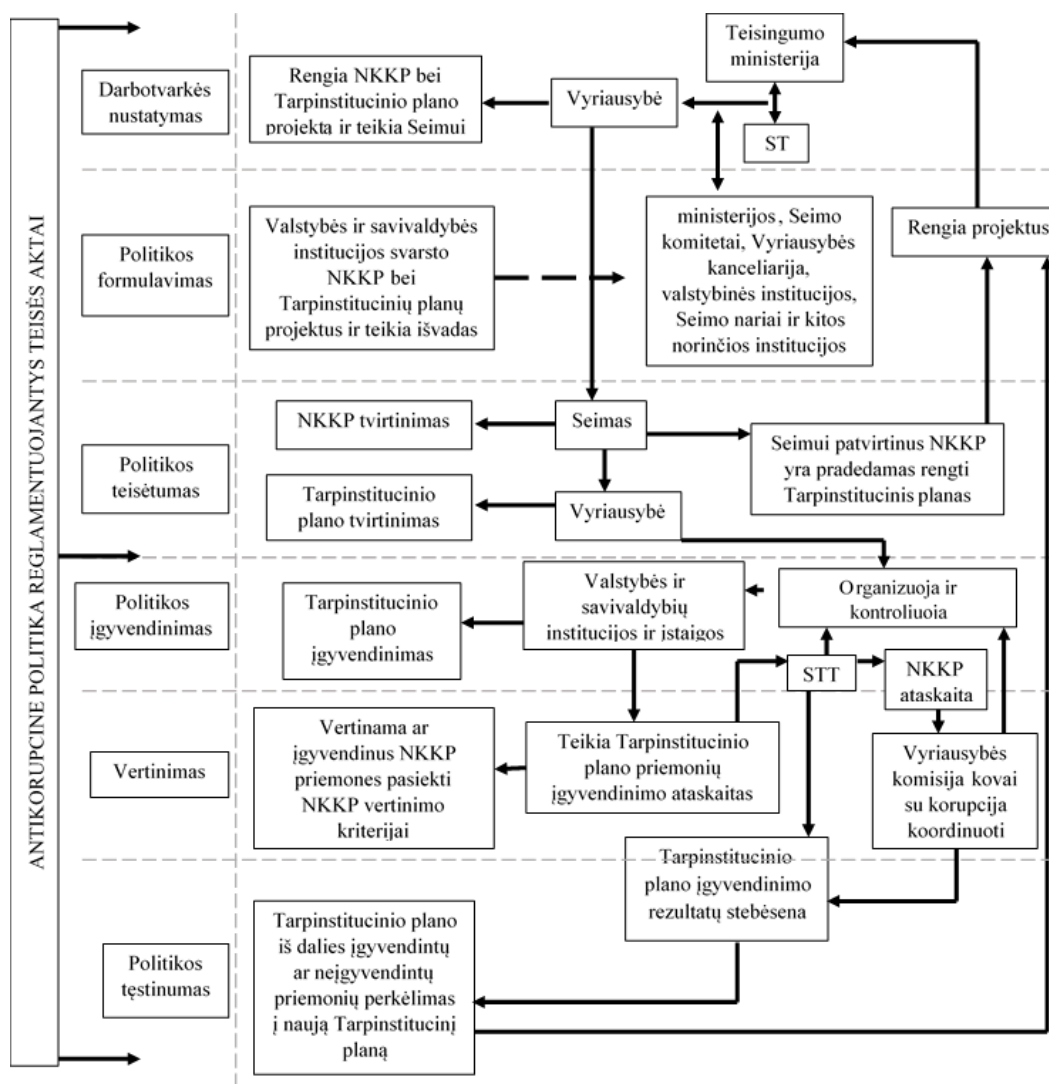 ANTIKORUPCINE POLITIKA REGLAMENTUOJANTYS TEISĖS AKTAI
Darbotvarkės
nustatymas
Rengia NKKP bei
Tarpinstitucinio plano
projektą ir teikia Seimui
Vyriausybė
Teisingumo
ministerija
ST
Politikos
formulavimas
Valstybės ir savivaldybės
institucijos svarsto
NKKP bei
Tarpinstitucinių planų
projektus ir teikia išvadas
ministerijos, Seimo
komitetai, Vyriausybės
kanceliarija,
valstybinės institucijos,
Seimo nariai ir kitos
norinčios institucijos
Rengia projektus
Politikos
teisėtumas
NKKP tvirtinimas
Seimas
Tarpinstitucinio
plano tvirtinimas
Vyriausybė
Seimui patvirtinus NKKP
yra pradedamas rengti
Tarpinstitucinis planas
Politikos
įgyvendinimas
Tarpinstitucinio
plano
įgyvendinimas
Valstybės ir
savivaldybių
institucijos ir įstaigos
Organizuoja ir
kontroliuoia
STT
NKKP
ataskaita
Vertinimas
Vertinama ar
įgyvendinus NKKP
priemones pasiekti
NKKP vertinimo
kriterijai
Teikia Tarpinstitucinio
plano priemonių
įgyvendinimo ataskaitas
Vyriausybės
komisija kovai
su korupcija
koordinuoti
Tarpinstitucinio
plano įgyvendinimo
rezultatų stebėsena
Politikos
tęstinumas
Tarpinstitucinio plano
iš dalies įgyvendintų
ar neįgyvendintų
priemonių perkėlimas
į naują Tarpinstitucinį
planą